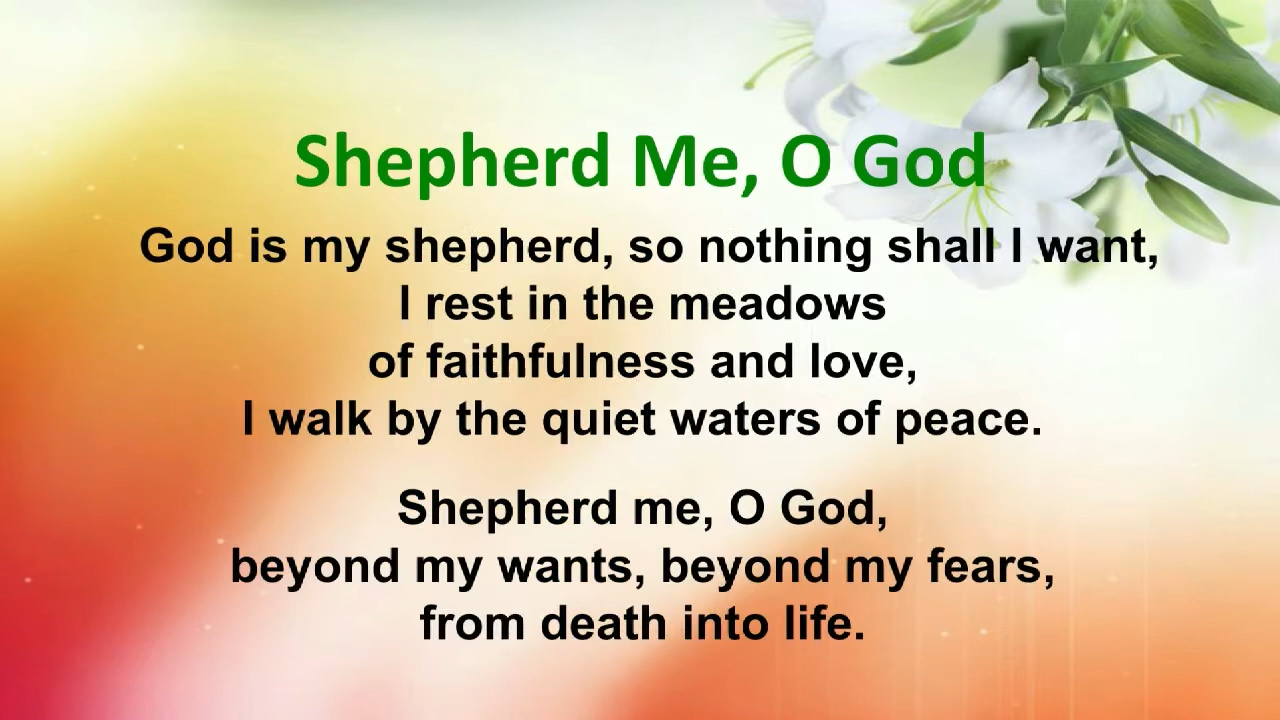 Shepherd Me, O God
God is my shepherd, so nothing shall I want,
I rest in the meadows
of faithfulness and love,
I walk by the quiet waters of peace.
Shepherd me, O God,
beyond my wants, beyond my fears,
from death into life.